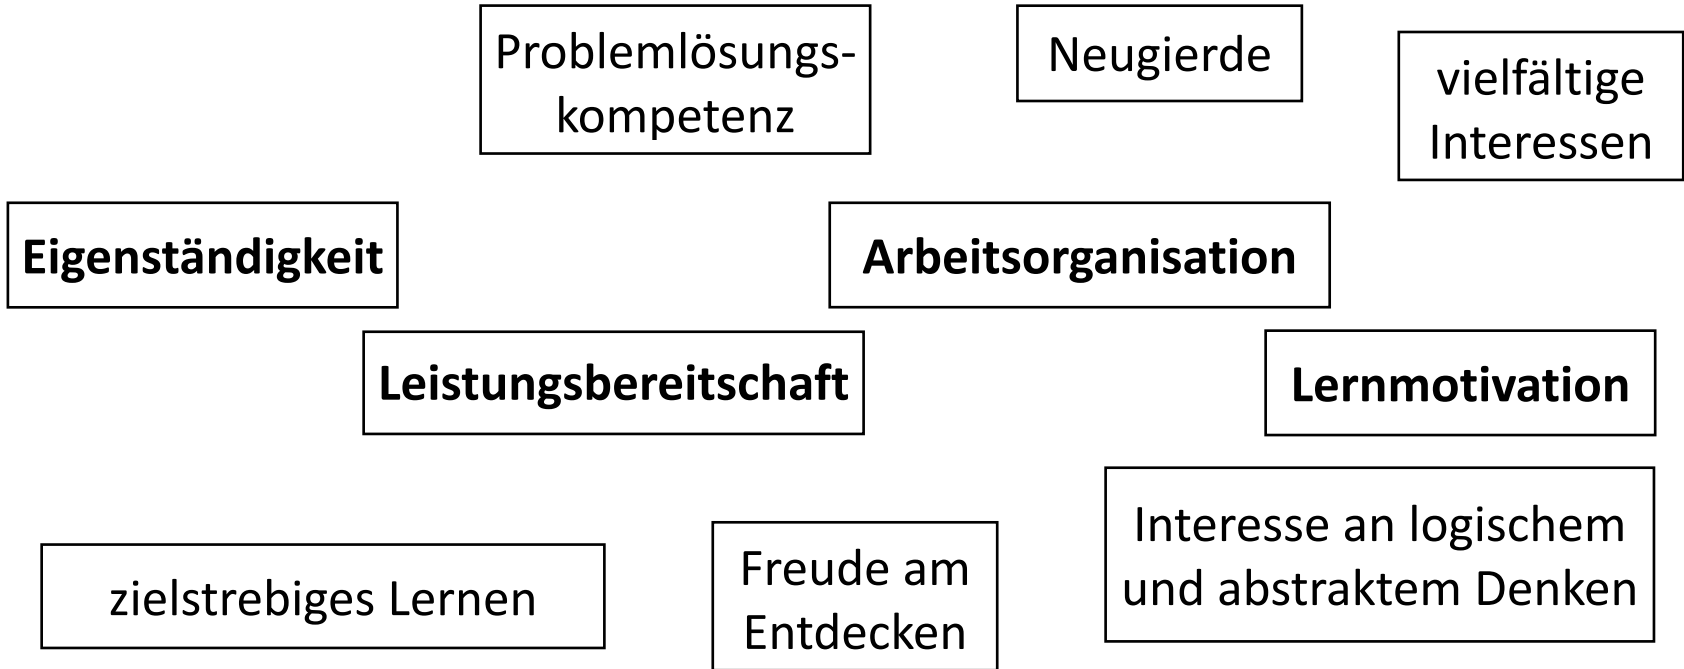 Problemlösungs-
kompetenz
Neugierde
vielfältige
Interessen
Eigenständigkeit
Arbeitsorganisation
Leistungsbereitschaft
Lernmotivation
zielstrebiges Lernen
Freude am
Entdecken
Interesse an logischem
und abstraktem Denken